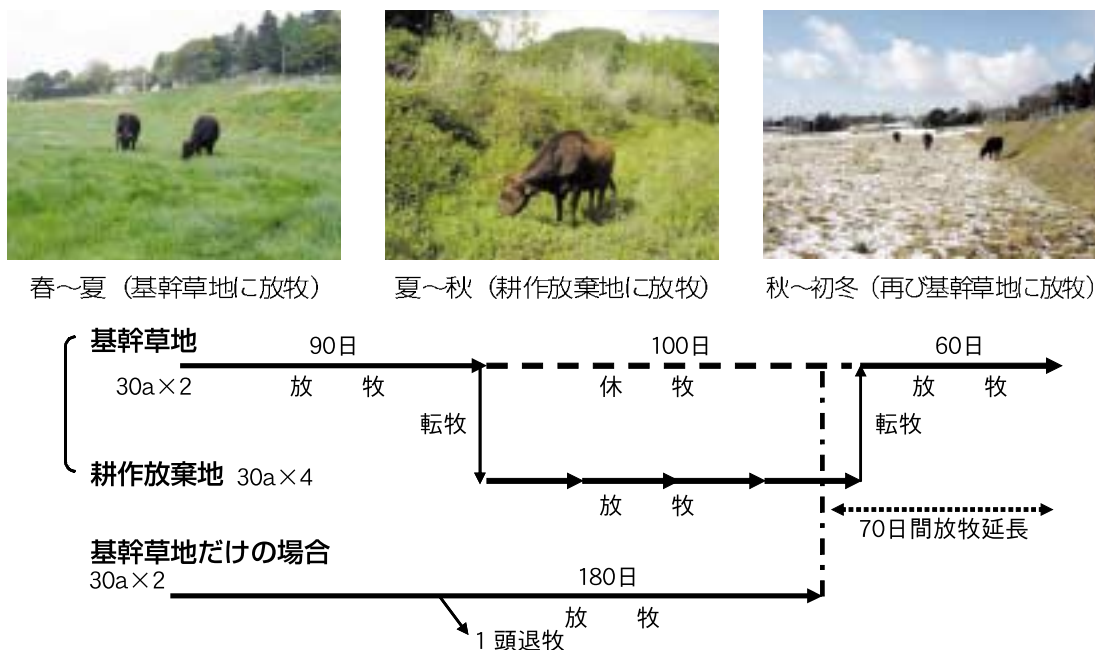 春～夏（基幹草地に放牧）
夏～秋（耕作放棄地に放牧）
秋～初冬（再び基幹草地に放牧）
基幹草地
90日
100日
60日
30a×2
放　牧
休　牧
放　牧
転牧
転牧
耕作放棄地 30a×4
放　牧
70日間放牧延長
基幹草地だけの場合
30a×2
180日
放　牧
1頭退牧